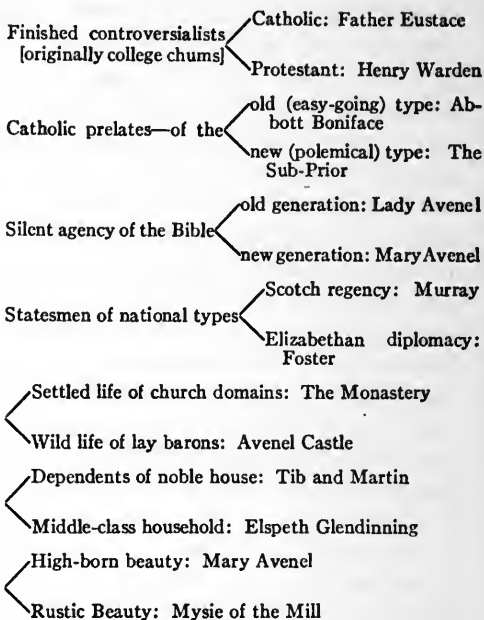 Catholic: Father Eustace
Finished controversialists
[originally college chums]
Protestant: Henry Warden
old (easy-going) type: Ab-
bott Boniface
Catholic prelates—of the
new (polemical) type: The
Sub-Prior
old generation: Lady Avenel
Silent agency of the Bible
new generation: Mary Avenel
Scotch regency: Murray
Statesmen of national types
Elizabethan diplomacy:
Foster
Settled life of church domains: The Monastery
Wild life of lay barons: Avenel Castle
Dependents of noble house: Tib and Martin
Middle-class household: Elspeth Glendinning
High-born beauty: Mary Avenel
Rustic Beauty: Mysie of the Mill